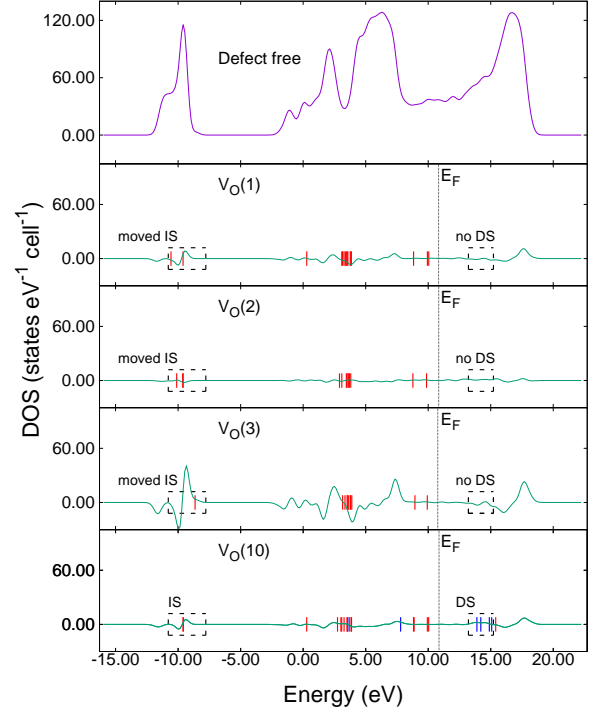 120.00
Defect free
60.00
0.00
V_O(1)
E_F
60.00
moved IS
no DS
0.00
V_O(2)
E_F
60.00
moved IS
no DS
0.00
V_O(3)
E_F
60.00
moved IS
no DS
0.00
V_O(10)
E_F
60.00
IS
DS
0.00
-15.00 -10.00 -5.00 0.00 5.00 10.00 15.00 20.00
Energy (eV)
DOS (states eV⁻¹ cell⁻¹)